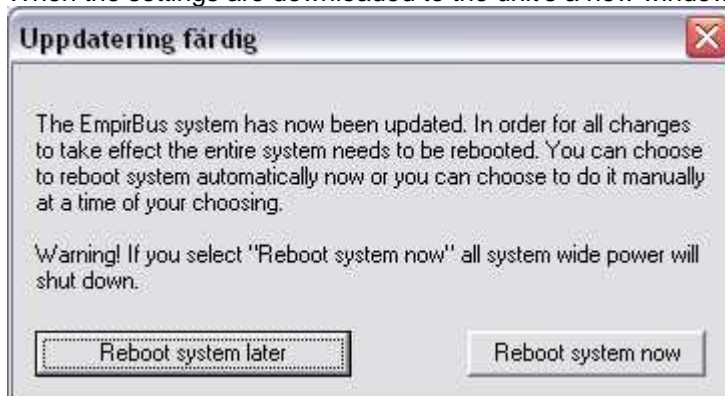 When the settings are downloaded to the unit's a new window
Uppdatering färdig
The EmpirBus system has now been updated. In order for all changes
to take effect the entire system needs to be rebooted. You can choose
to reboot system automatically now or you can choose to do it manually
at a time of your choosing.
Warning! If you select "Reboot system now" all system wide power will
shut down.
Reboot system later
Reboot system now